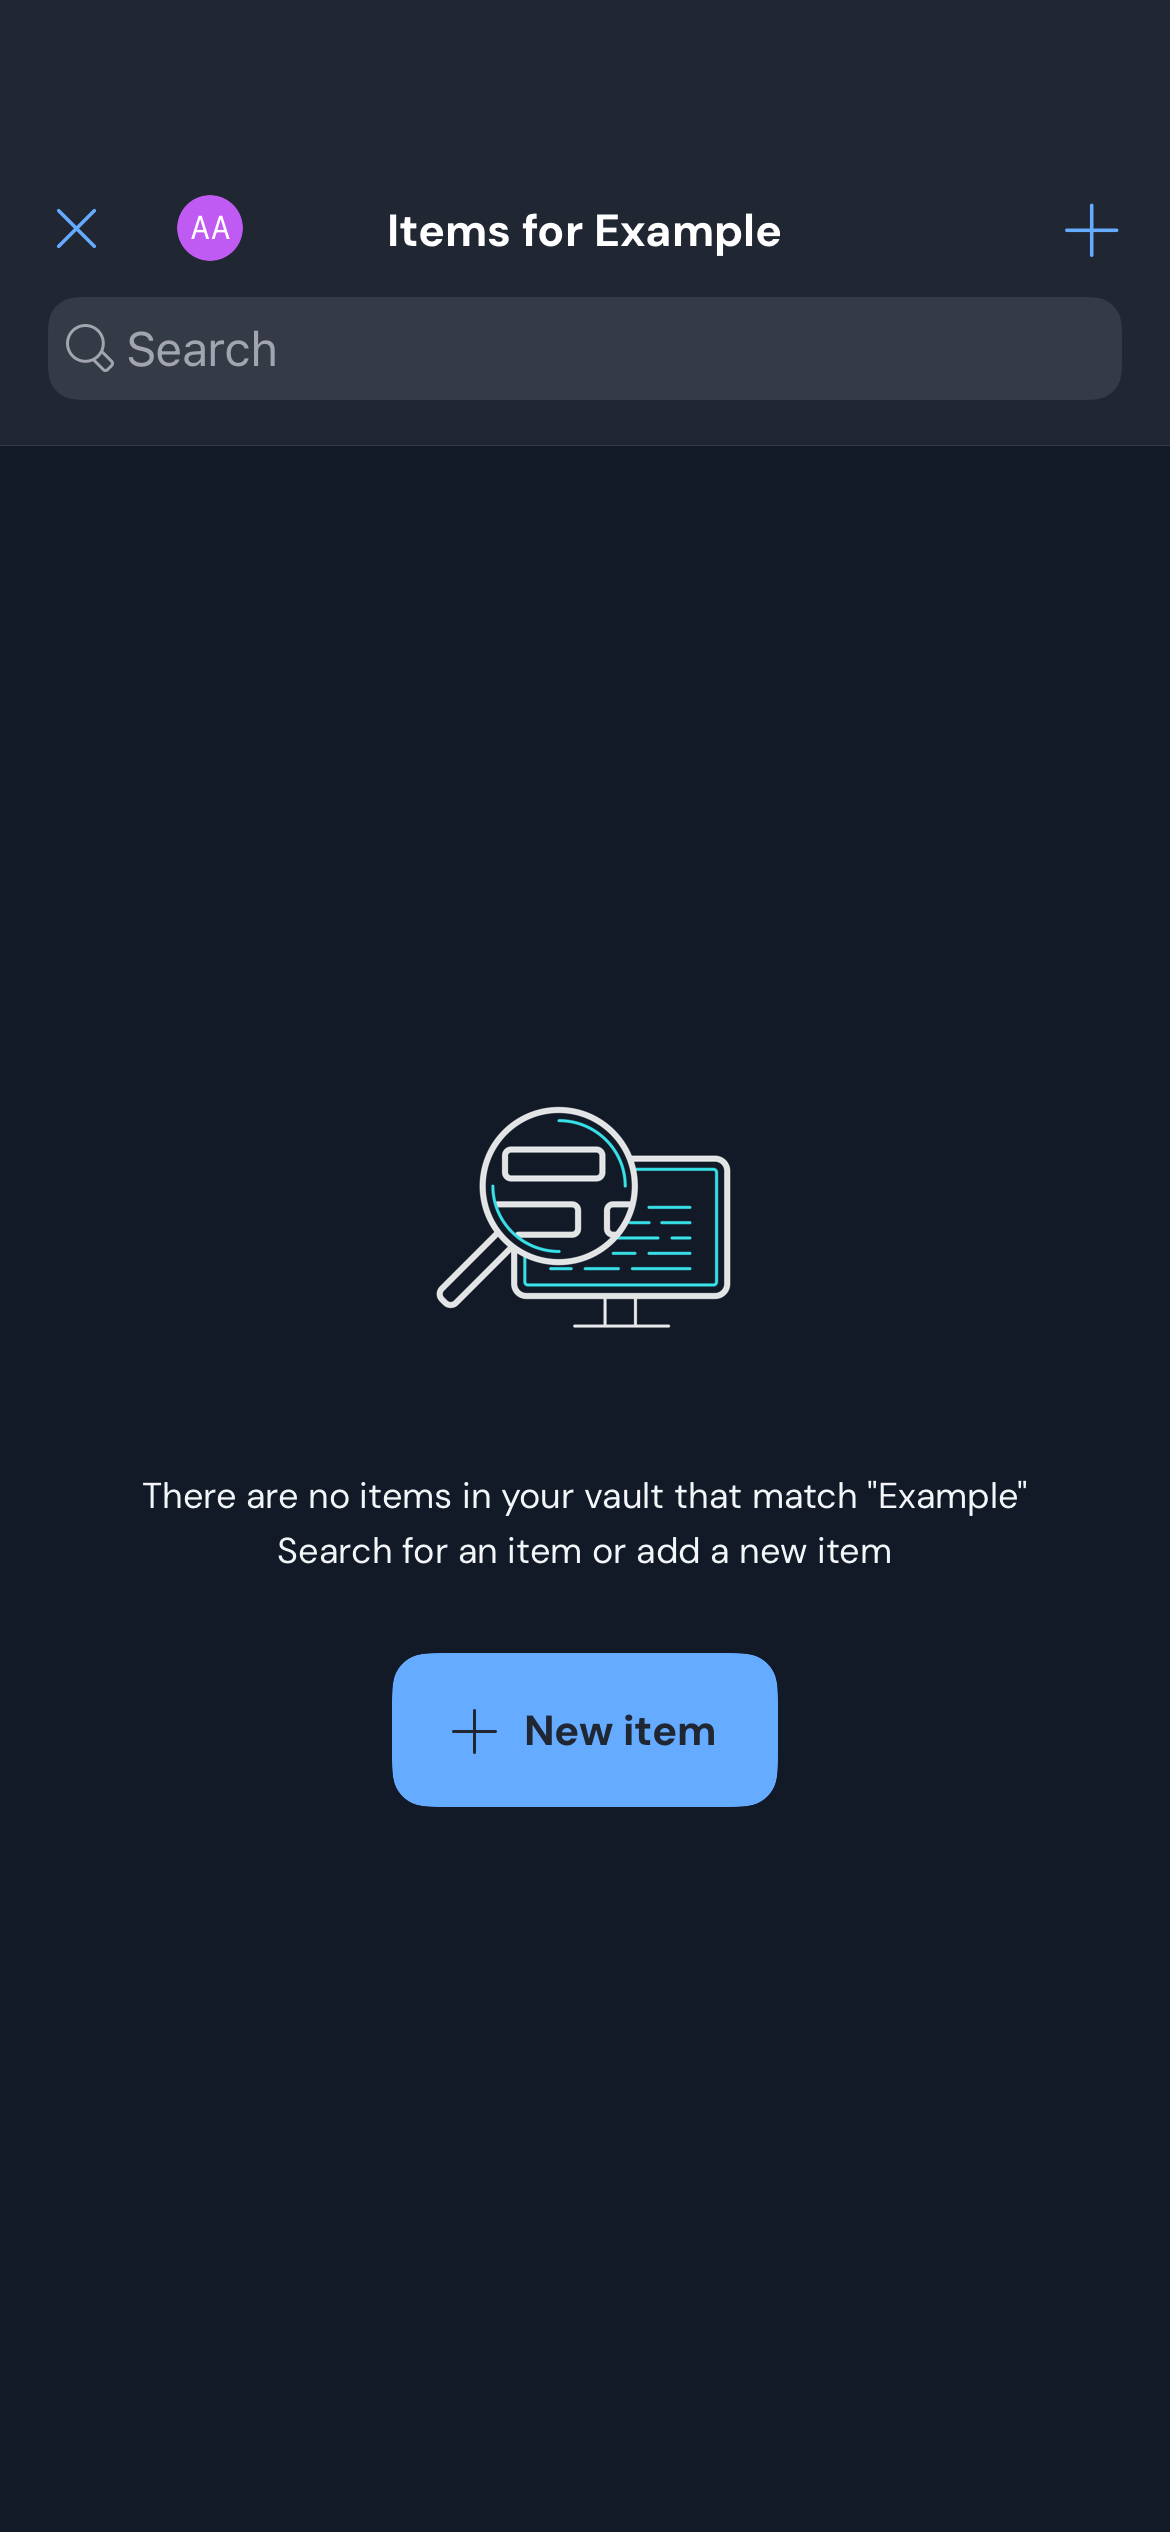 AA
Items for Example
Search
There are no items in your vault that match "Example"
Search for an item or add a new item
New item